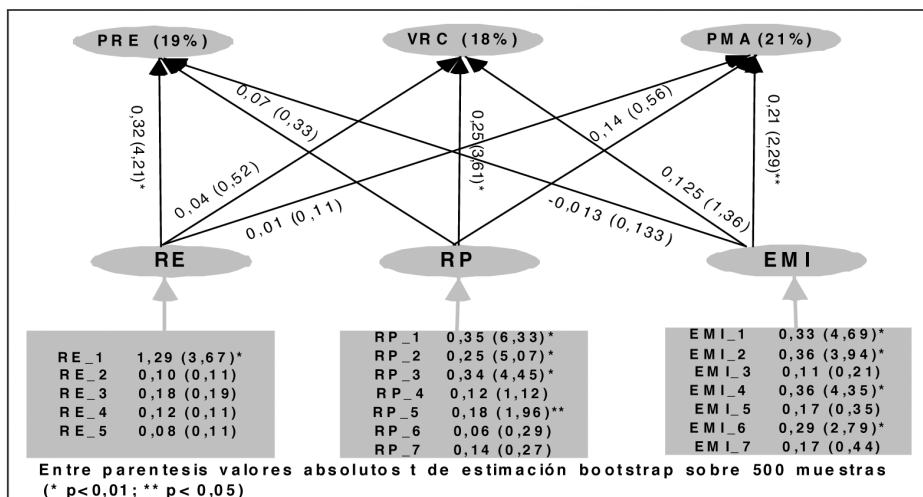 PRE (19%)
VRC (18%)
PMA (21%)
0,32 (4,21)*
0,07 (0,33)
0,25 (3,61)*
0,14 (0,56)
0,21 (2,29)**
0,04 (0,52)
0,01 (0,11)
-0,013 (0,133)
0,125 (1,36)
RE
RP
EMI
RE_1 1,29 (3,67)*
RE_2 0,10 (0,11)
RE_3 0,18 (0,19)
RE_4 0,12 (0,11)
RE_5 0,08 (0,11)
RP_1 0,35 (6,33)*
RP_2 0,25 (5,07)*
RP_3 0,34 (4,45)*
RP_4 0,12 (1,12)
RP_5 0,18 (1,96)**
RP_6 0,06 (0,29)
RP_7 0,14 (0,27)
EMI_1 0,33 (4,69)*
EMI_2 0,36 (3,94)*
EMI_3 0,11 (0,21)
EMI_4 0,36 (4,35)*
EMI_5 0,17 (0,35)
EMI_6 0,29 (2,79)*
EMI_7 0,17 (0,44)
Entre parentesis valores absolutos t de estimación bootstrap sobre 500 muestras
(* p<0,01; ** p< 0,05)